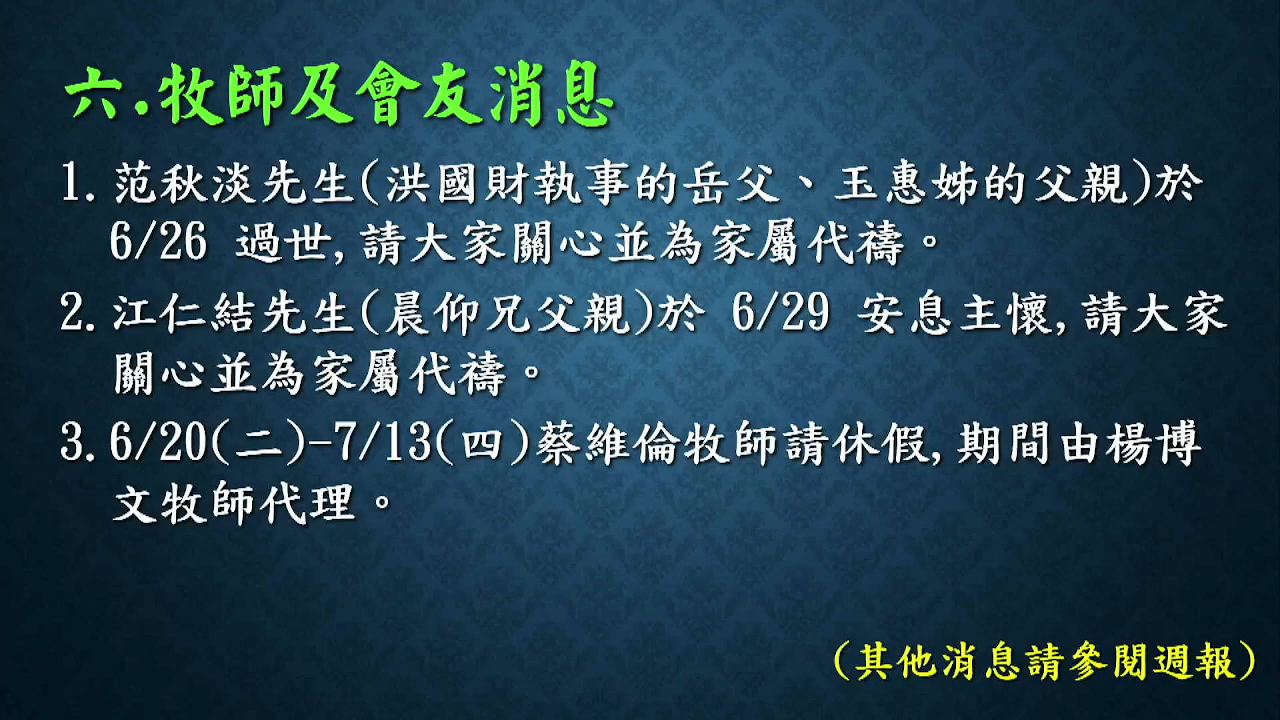 六.牧師及會友消息
1.范秋淡先生(洪國財執事的岳父、玉惠姊的父親)於
6/26 過世,請大家關心並為家屬代禱。
2.江仁結先生(晨仰兄父親)於 6/29 安息主懷,請大家
關心並為家屬代禱。
3.6/20(二)-7/13(四)蔡維倫牧師請休假,期間由楊博
文牧師代理。
(其他消息請參閱週報)